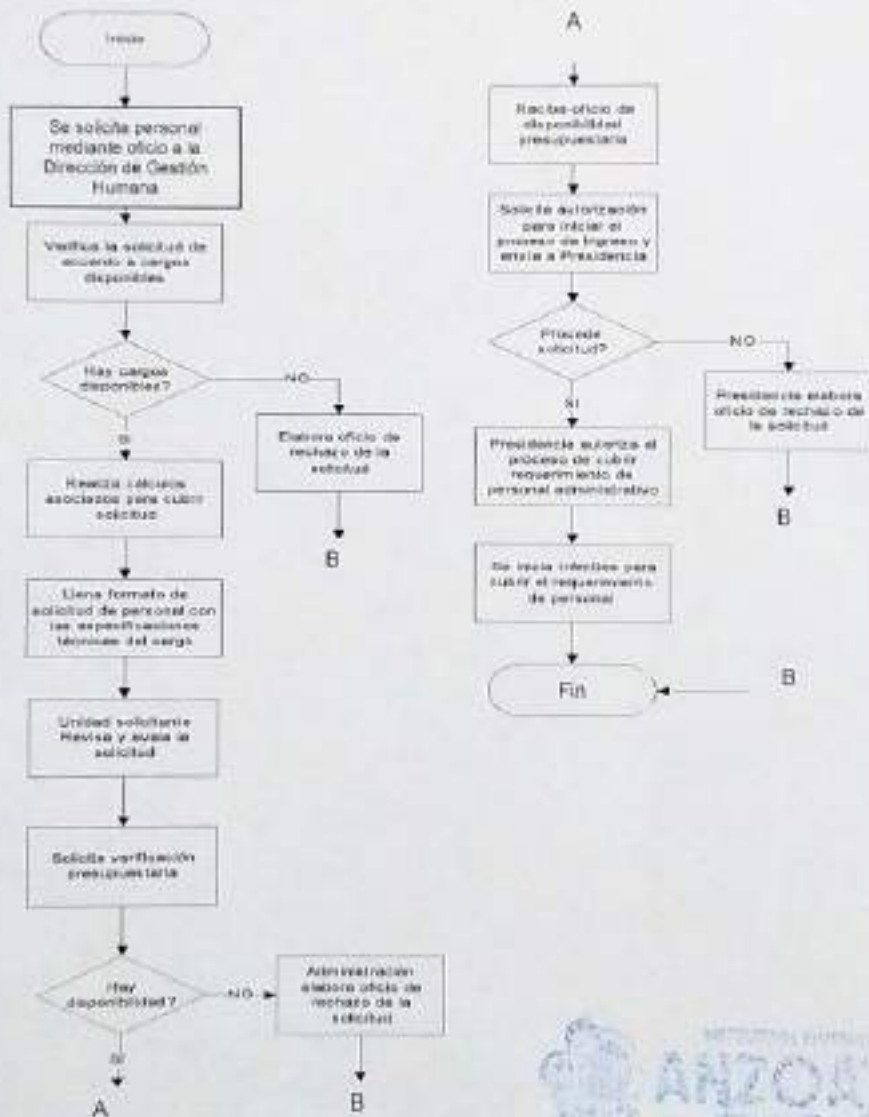 Inicio
Se solicita personal
mediante oficio a la
Dirección de Gestión
Humana
Verifica la solicitud de
acuerdo a cargos
disponibles
Hay cargos
disponibles?
NO
SI
Elabora oficio de
rechazo de la
solicitud
B
Realiza cálculos
asociados para cubrir
solicitud
Llena formato de
solicitud de personal con
las especificaciones
técnicas del cargo
Unidad solicitante
Revisa y avala la
solicitud
Solicita verificación
presupuestaria
Hay
disponibilidad?
NO
Administración
elabora oficio de
rechazo de la
solicitud
SI
A
B
A
Recibe oficio de
disponibilidad
presupuestaria
Solicita autorización
para iniciar el
proceso de Ingreso y
envía a Presidencia
Procede
solicitud?
NO
SI
Presidencia elabora
oficio de rechazo de
la solicitud
B
Presidencia autoriza el
proceso de cubrir
requerimiento de
personal administrativo
Se inicia trámites para
cubrir el requerimiento
de personal
Fin
B